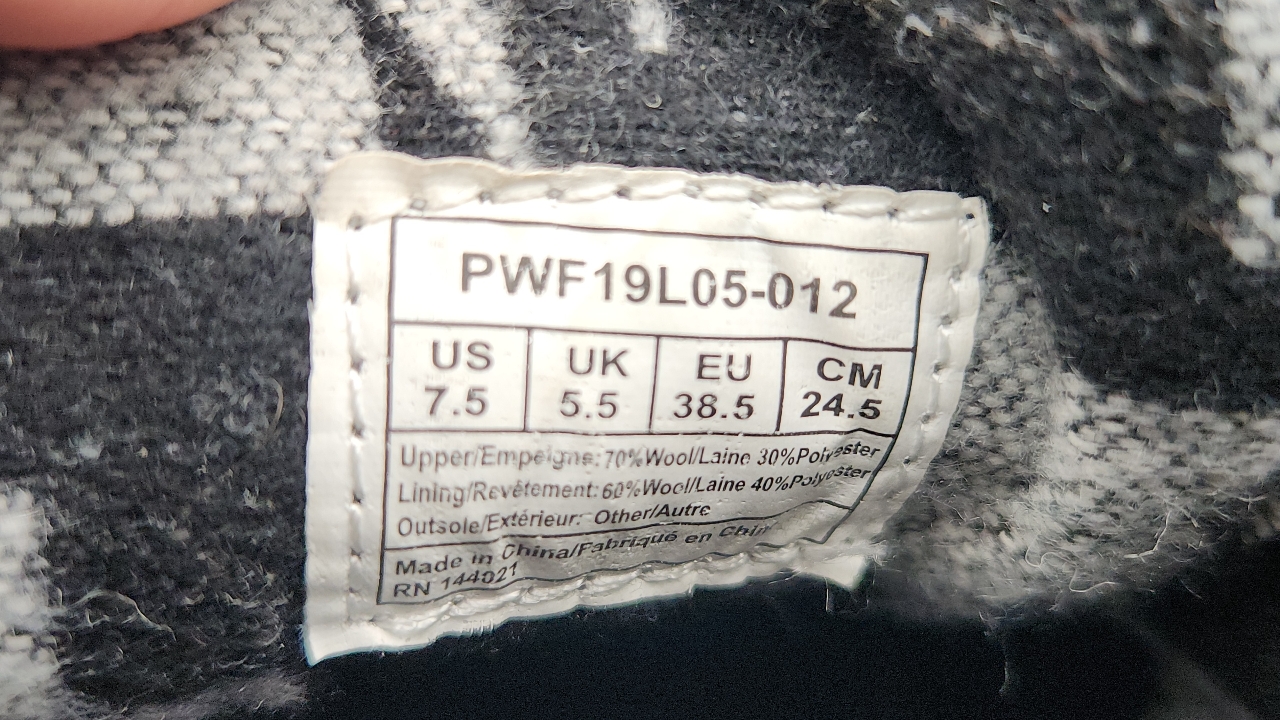 PWF19L05-012
US UK EU CM
7.5 5.5 38.5 24.5
Upper/Empeigne: 70%Wool/Laine 30%Polyester
Lining/Revêtement: 60%Wool/Laine 40%Polyester
Outsole/Extérieur: Other/Autre
Made in China/Fabriqué en Chin
RN 144021